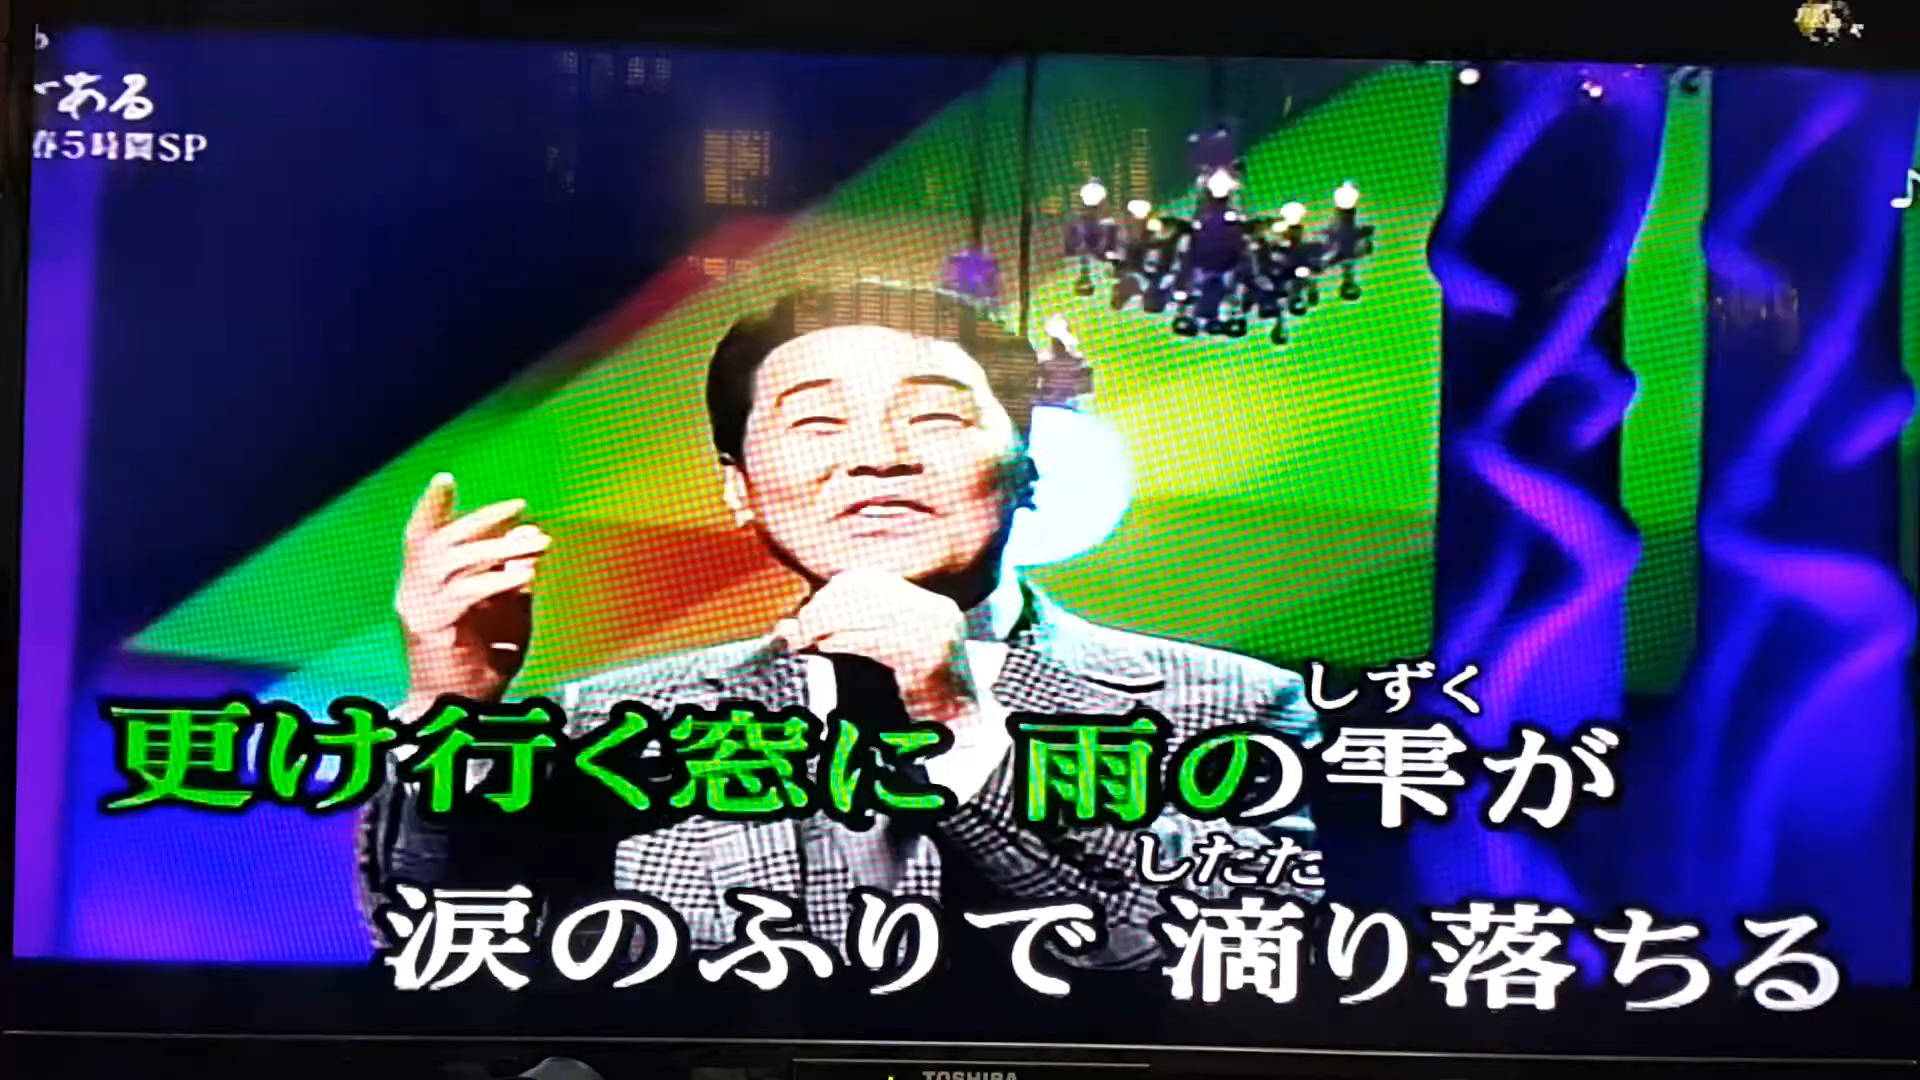 ある
春5時間SP
しずく
更け行く窓に 雨の雫が
したた
涙のふりで 滴り落ちる
TOSHIBA